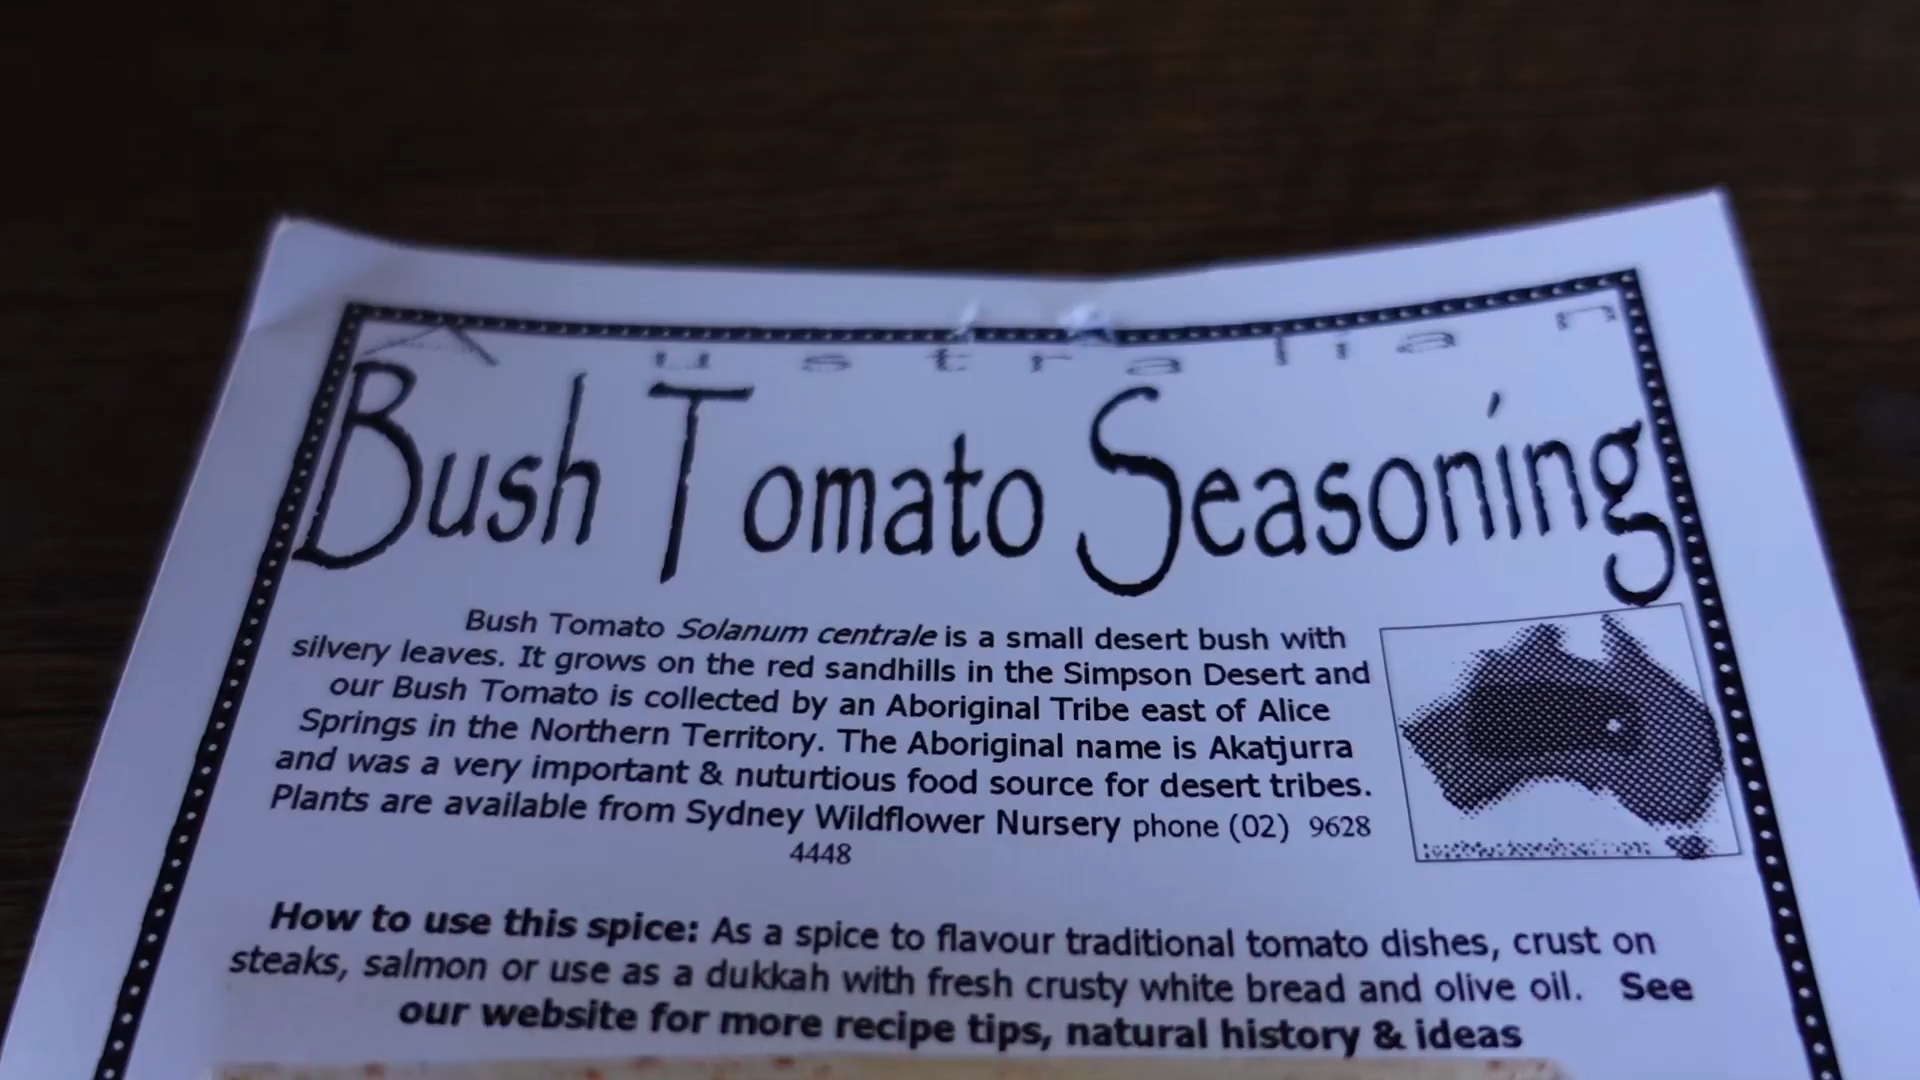 Australian
Bush Tomato Seasoning
Bush Tomato Solanum centrale is a small desert bush with
silvery leaves. It grows on the red sandhills in the Simpson Desert and
our Bush Tomato is collected by an Aboriginal Tribe east of Alice
Springs in the Northern Territory. The Aboriginal name is Akatjurra
and was a very important & nuturtious food source for desert tribes.
Plants are available from Sydney Wildflower Nursery phone (02) 9628
4448
How to use this spice: As a spice to flavour traditional tomato dishes, crust on
steaks, salmon or use as a dukkah with fresh crusty white bread and olive oil. See
our website for more recipe tips, natural history & ideas